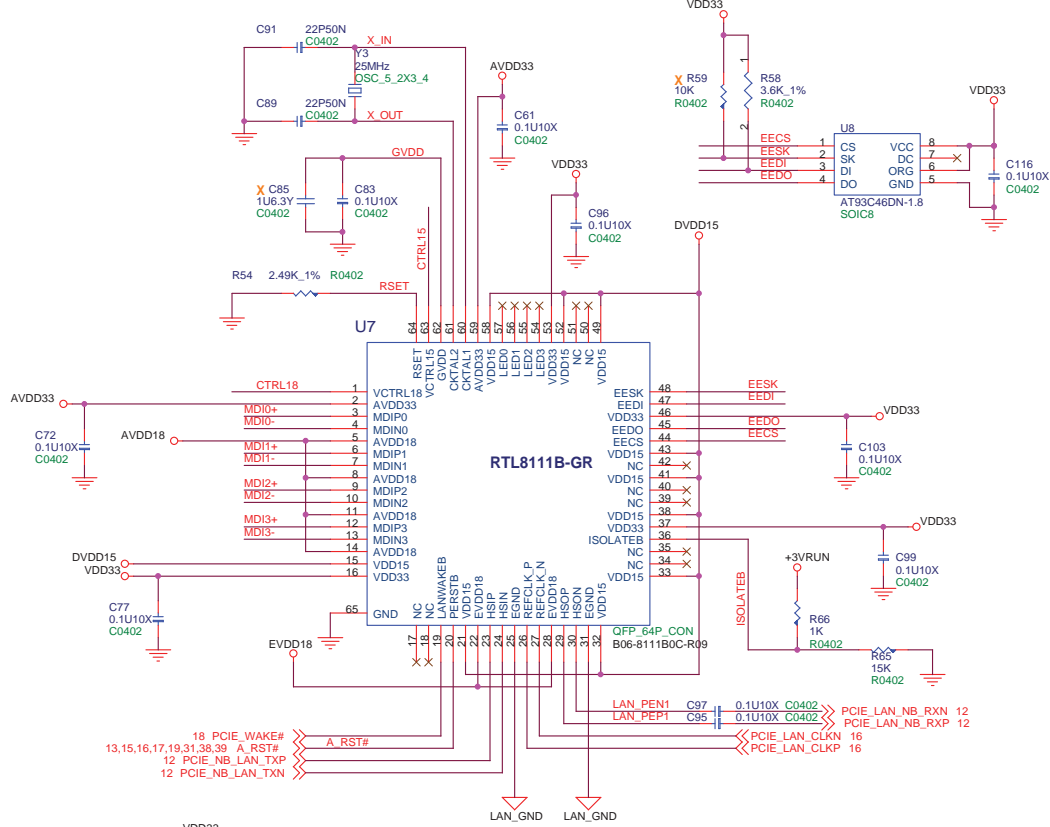 VDD33
C91
22P50N
C0402
X_IN
Y3
25MHz
OSC_5_2X3_4
C89
22P50N
C0402
X_OUT
GVDD
AVDD33
C61
0.1U10X
C0402
X R59
10K
R0402
1
R58
3.6K_1%
R0402
2
VDD33
EECS
EESK
EEDI
EEDO
U8
1 CS VCC 8
2 SK DC 7
3 DI ORG 6
4 DO GND 5
AT93C46DN-1.8
SOIC8
C116
0.1U10X
C0402
X C85
1U6.3Y
C0402
C83
0.1U10X
C0402
CTRL15
VDD33
C96
0.1U10X
C0402
DVDD15
R54 2.49K_1% R0402
RSET
U7
64 63 62 61 60 59 58 57 56 55 54 53 52 51 50 49
RSET VCTRL15 GVDD CKTAL2 CKTAL1 AVDD33 VDD15 LED0 LED1 LED2 LED3 VDD33 VDD15 NC NC VDD15
CTRL18 1 VCTRL18
AVDD33 2 AVDD33
MDI0+ 3 MDIP0
MDI0- 4 MDIN0
AVDD18 5 AVDD18
MDI1+ 6 MDIP1
MDI1- 7 MDIN1
8 AVDD18
MDI2+ 9 MDIP2
MDI2- 10 MDIN2
11 AVDD18
MDI3+ 12 MDIP3
MDI3- 13 MDIN3
14 AVDD18
DVDD15 15 VDD15
VDD33 16 VDD33
65 GND
C72
0.1U10X
C0402
C77
0.1U10X
C0402
RTL8111B-GR
EESK 48 EESK
EEDI 47 EEDI
VDD33 46 VDD33
EEDO 45 EEDO
EECS 44 EECS
VDD15 43
NC 42
VDD15 41
NC 40
NC 39
VDD15 38
VDD33 37 VDD33
ISOLATEB 36
NC 35
NC 34
VDD15 33
C103
0.1U10X
C0402
C99
0.1U10X
C0402
ISOLATEB
+3VRUN
R66
1K
R0402
R65
15K
R0402
NC NC LANWAKEB PERSTB VDD15 EVDD18 HSIP HSIN EGND REFCLK_P REFCLK_N EVDD18 HSOP HSON EGND VDD15
17 18 19 20 21 22 23 24 25 26 27 28 29 30 31 32
QFP_64P_CON
B06-8111B0C-R09
EVDD18
LAN_PEN1 C97 0.1U10X C0402 PCIE_LAN_NB_RXN 12
LAN_PEP1 C95 0.1U10X C0402 PCIE_LAN_NB_RXP 12
18 PCIE_WAKE#
PCIE_LAN_CLKN 16
13,15,16,17,19,31,38,39 A_RST# A_RST#
PCIE_LAN_CLKP 16
12 PCIE_NB_LAN_TXP
12 PCIE_NB_LAN_TXN
LAN_GND LAN_GND
VDD33